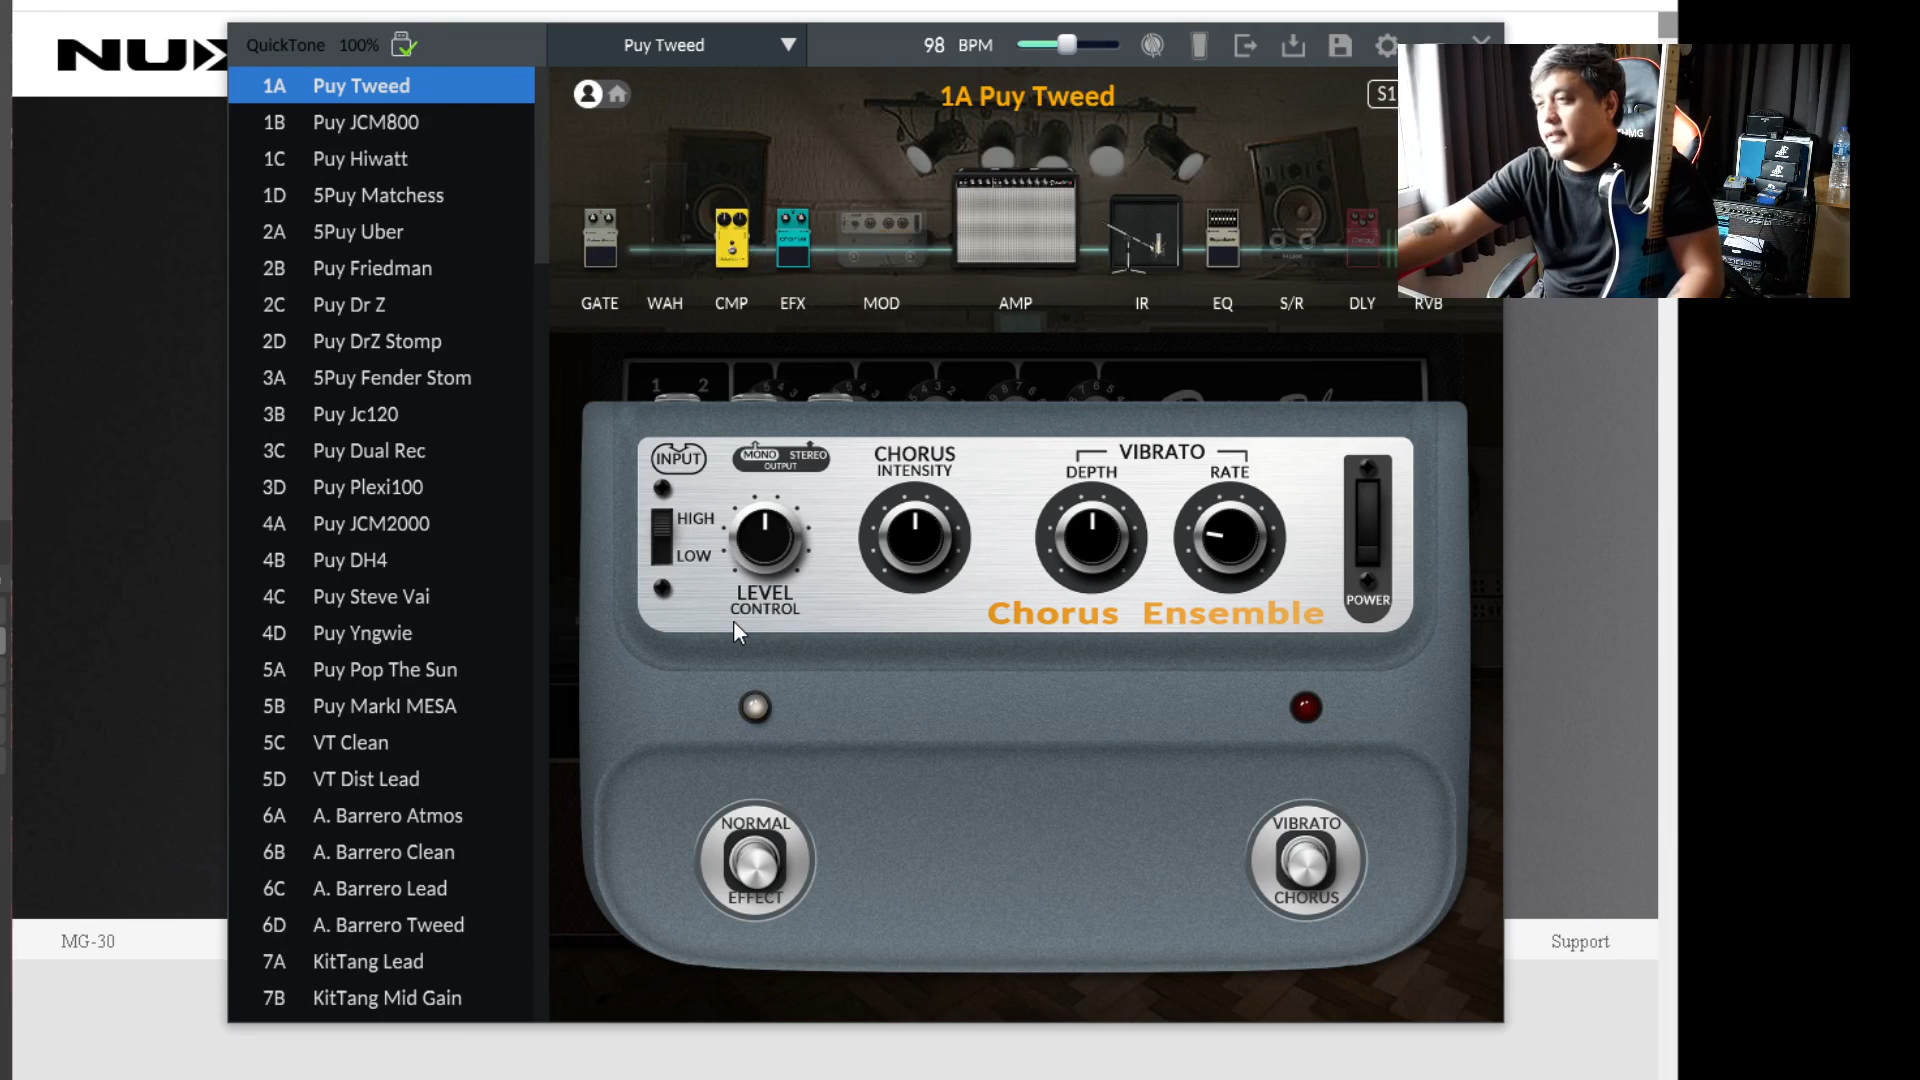 NUX
QuickTone 100%
Puy Tweed
98 BPM
1A Puy Tweed
1B Puy JCM800
1C Puy Hiwatt
1D 5Puy Matchess
2A 5Puy Uber
2B Puy Friedman
2C Puy Dr Z
2D Puy DrZ Stomp
3A 5Puy Fender Stom
3B Puy Jc120
3C Puy Dual Rec
3D Puy Plexi100
4A Puy JCM2000
4B Puy DH4
4C Puy Steve Vai
4D Puy Yngwie
5A Puy Pop The Sun
5B Puy MarkI MESA
5C VT Clean
5D VT Dist Lead
6A A. Barrero Atmos
6B A. Barrero Clean
6C A. Barrero Lead
6D A. Barrero Tweed
7A KitTang Lead
7B KitTang Mid Gain
1A Puy Tweed
S1
GATE WAH CMP EFX MOD AMP IR EQ S/R DLY RVB
1 2
INPUT
MONO STEREO
OUTPUT
HIGH
LOW
LEVEL
CONTROL
CHORUS
INTENSITY
VIBRATO
DEPTH RATE
POWER
Chorus Ensemble
NORMAL
EFFECT
VIBRATO
CHORUS
MG-30
Support